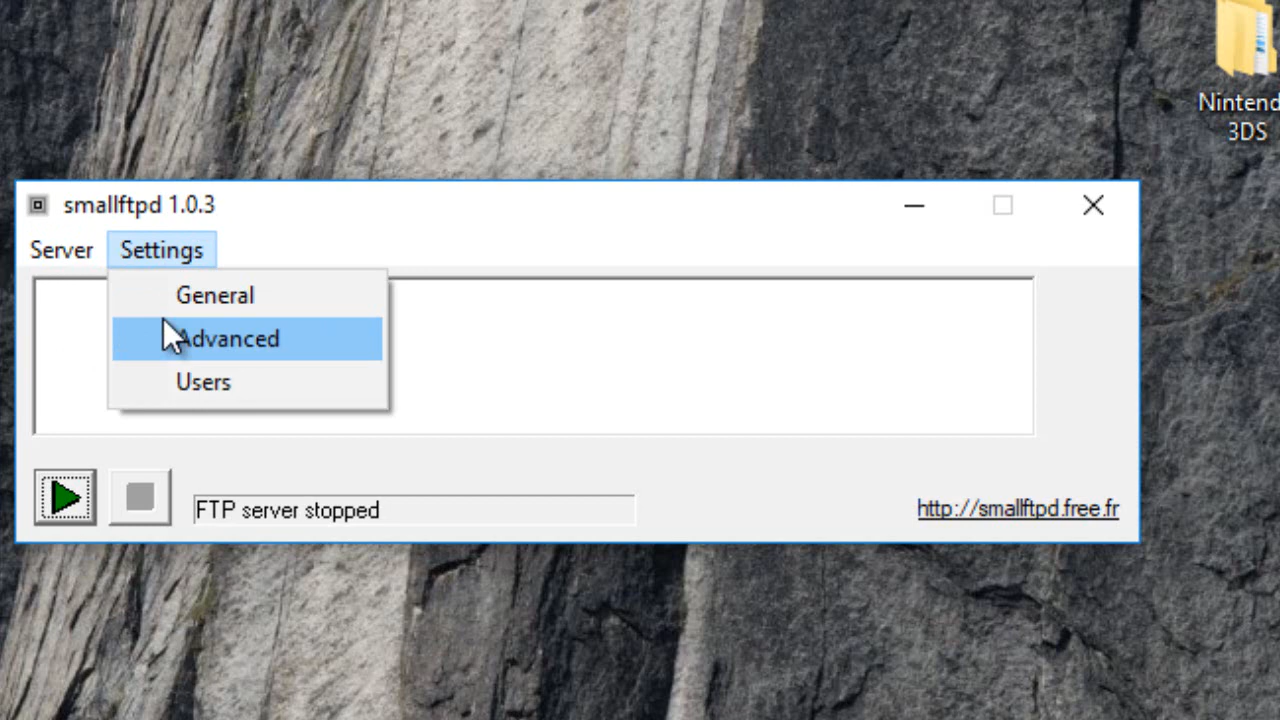 Nintend
3DS
smallftpd 1.0.3
Server Settings
General
Advanced
Users
FTP server stopped
http://smallftpd.free.fr